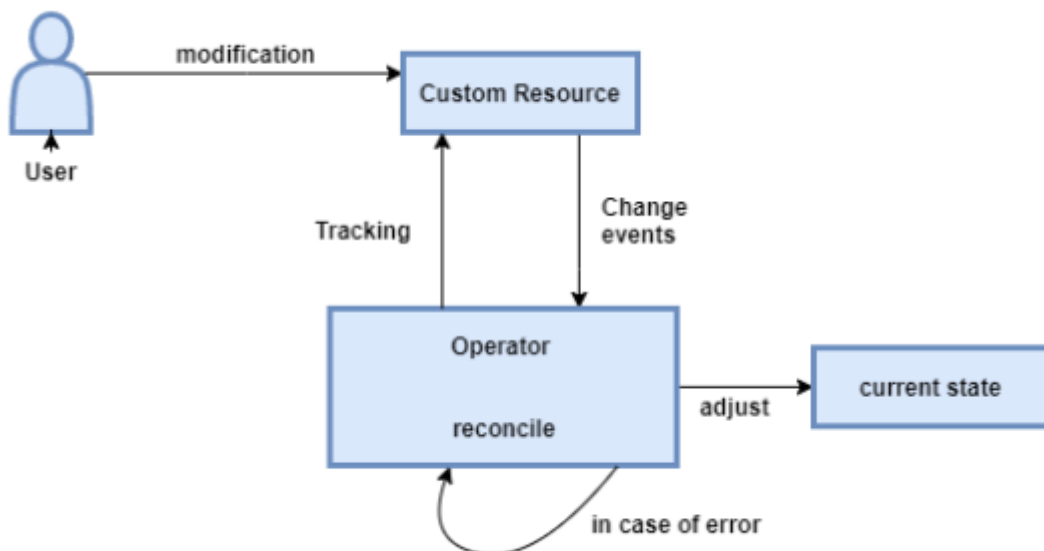 modification
Custom Resource
User
Tracking
Change
events
Operator
reconcile
adjust
current state
in case of error